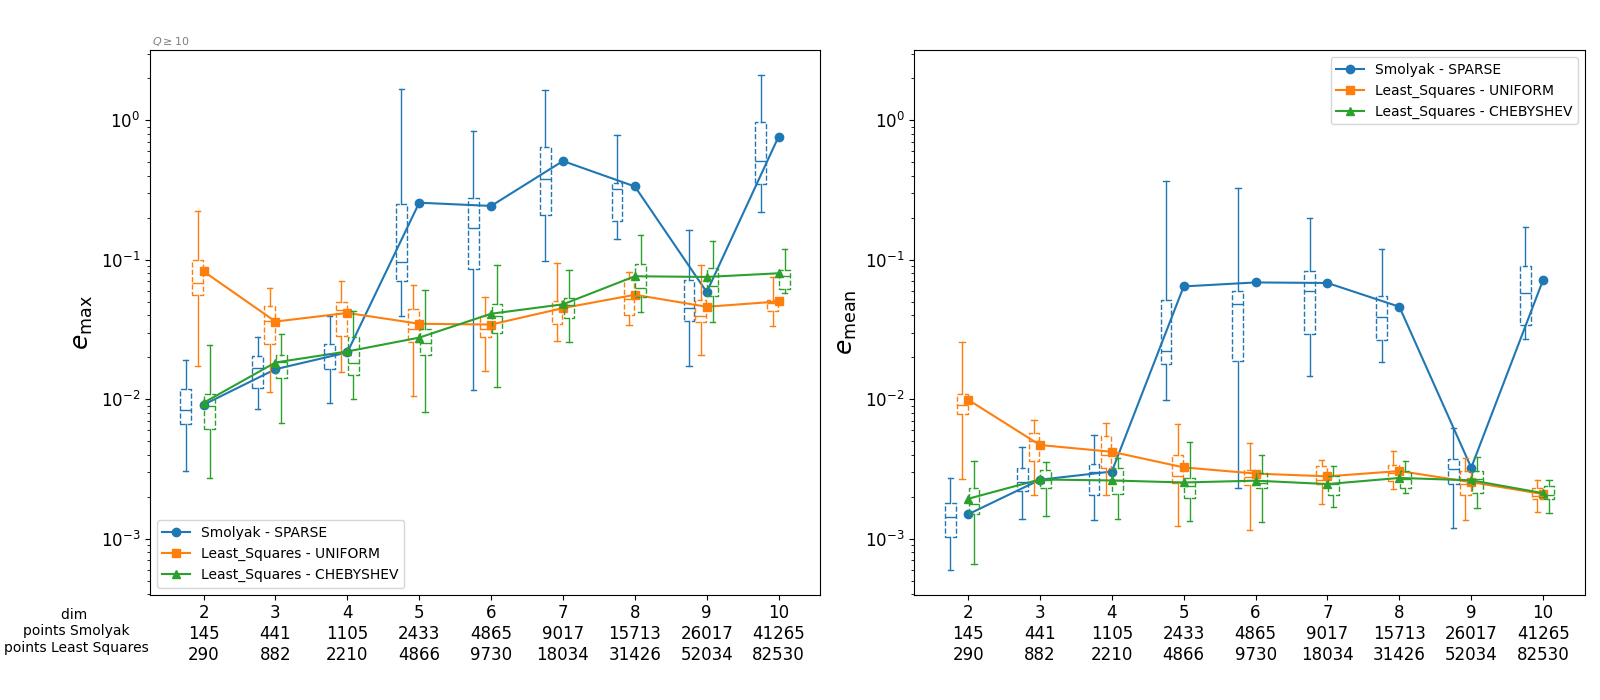 Q ≥ 10
10⁰
10⁻¹
10⁻²
10⁻³
e_max
Smolyak - SPARSE
Least_Squares - UNIFORM
Least_Squares - CHEBYSHEV
dim
points Smolyak
points Least Squares
2 3 4 5 6 7 8 9 10
145 441 1105 2433 4865 9017 15713 26017 41265
290 882 2210 4866 9730 18034 31426 52034 82530
10⁰
10⁻¹
10⁻²
10⁻³
e_mean
Smolyak - SPARSE
Least_Squares - UNIFORM
Least_Squares - CHEBYSHEV
2 3 4 5 6 7 8 9 10
145 441 1105 2433 4865 9017 15713 26017 41265
290 882 2210 4866 9730 18034 31426 52034 82530